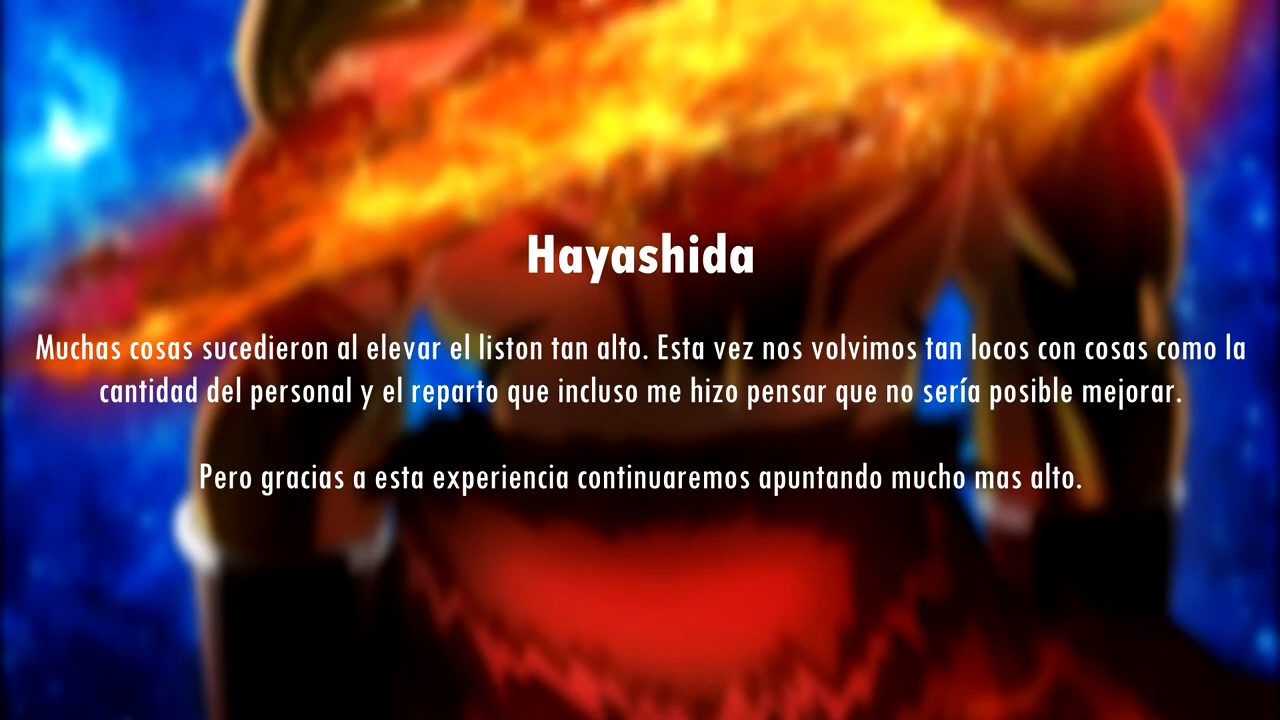 Hayashida
Muchas cosas sucedieron al elevar el liston tan alto. Esta vez nos volvimos tan locos con cosas como la
cantidad del personal y el reparto que incluso me hizo pensar que no sería posible mejorar.
Pero gracias a esta experiencia continuaremos apuntando mucho mas alto.